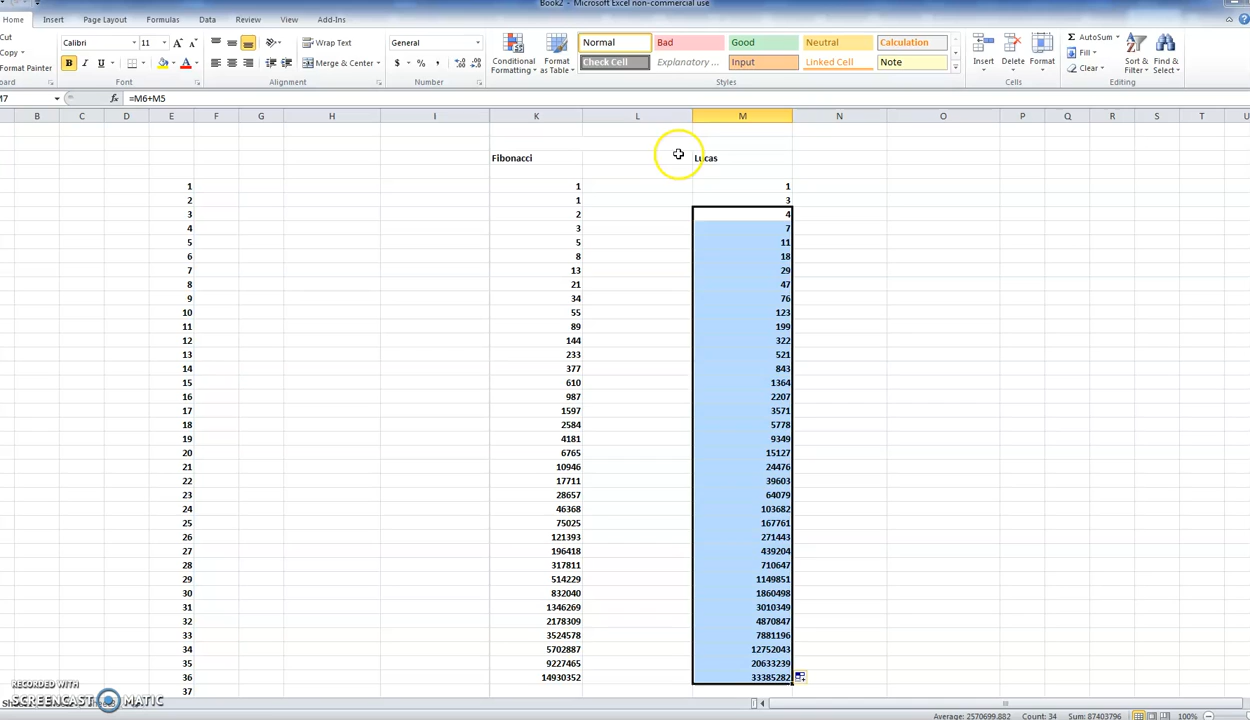 Book2 - Microsoft Excel non-commercial use
Home Insert Page Layout Formulas Data Review View Add-Ins
Cut
Copy
Format Painter
Calibri 11 A A
B I U
Font
Wrap Text
Merge & Center
Alignment
General
$ % ,
Number
Conditional Formatting
Format as Table
Normal Bad Good Neutral Calculation
Check Cell Explanatory ... Input Linked Cell Note
Styles
Insert Delete Format
Cells
Σ AutoSum
Fill
Clear
Sort & Filter
Find & Select
Editing
M7 fx =M6+M5
B C D E F G H I K L M N O P Q R S T U
Fibonacci Lucas
1 1 1
2 1 3
3 2 4
4 3 7
5 5 11
6 8 18
7 13 29
8 21 47
9 34 76
10 55 123
11 89 199
12 144 322
13 233 521
14 377 843
15 610 1364
16 987 2207
17 1597 3571
18 2584 5778
19 4181 9349
20 6765 15127
21 10946 24476
22 17711 39603
23 28657 64079
24 46368 103682
25 75025 167761
26 121393 271443
27 196418 439204
28 317811 710647
29 514229 1149851
30 832040 1860498
31 1346269 3010349
32 2178309 4870847
33 3524578 7881196
34 5702887 12752043
35 9227465 20633239
36 14930352 33385282
37
RECORDED WITH
SCREENCAST MATIC
Average: 2570699.882 Count: 34 Sum: 87403796 100%